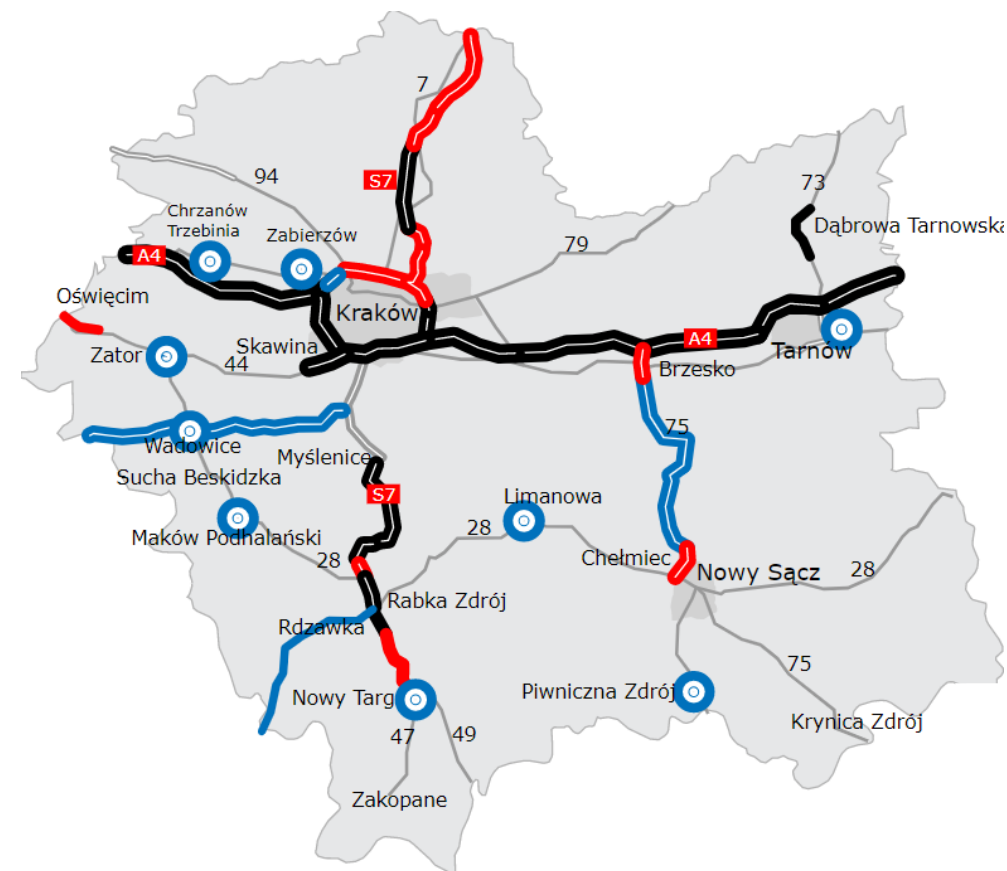 7
S7
94
73
Chrzanów
Trzebinia
Zabierzów
Dąbrowa Tarnowska
79
A4
Oświęcim
Kraków
Skawina
A4
Tarnów
Zator
44
Brzesko
Wadowice
75
Myślenice
Sucha Beskidzka
S7
Limanowa
Maków Podhalański
28
28
Chełmiec
Nowy Sącz
28
Rabka Zdrój
Rdzawka
75
Nowy Targ
Piwniczna Zdrój
Krynica Zdrój
47
49
Zakopane